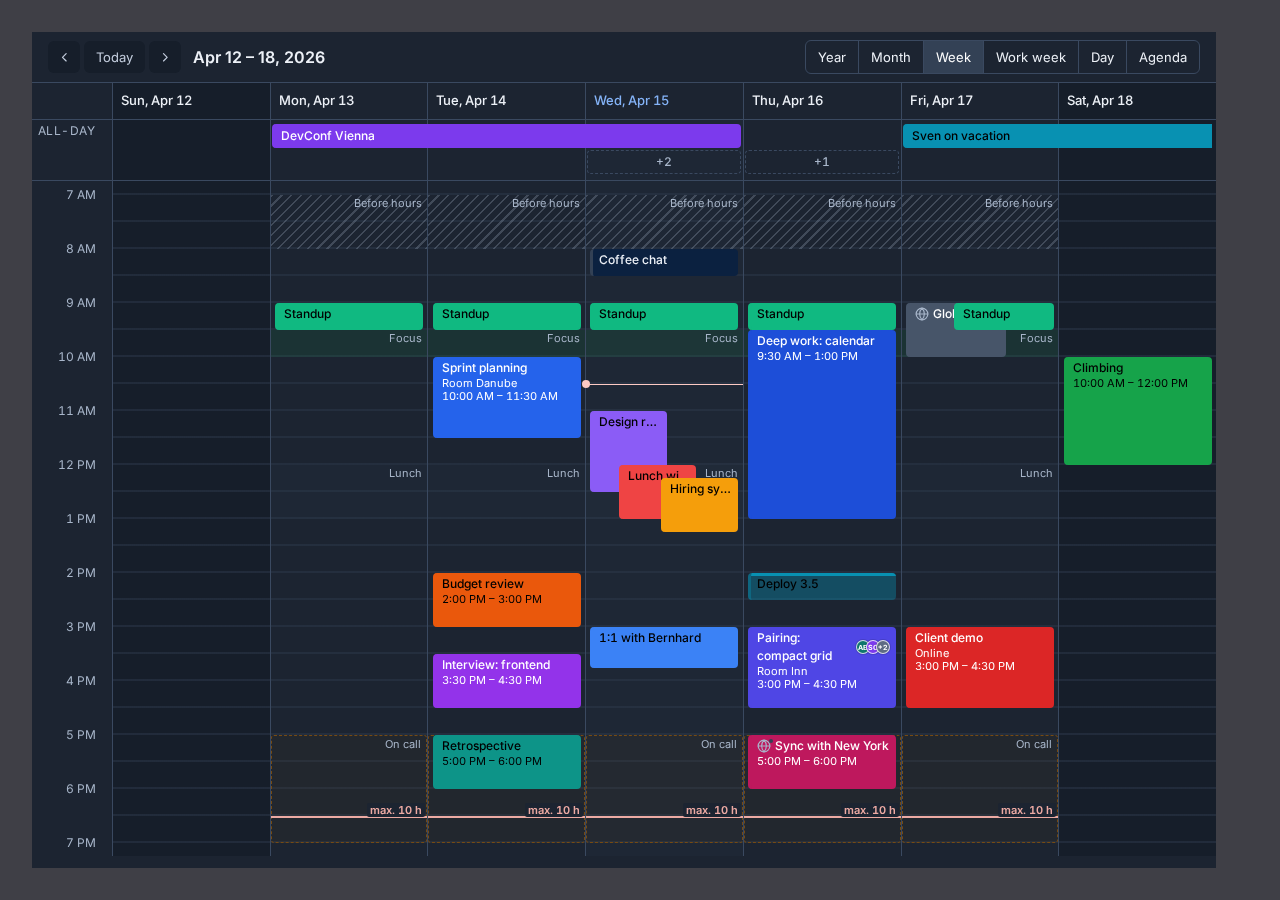 Today
Apr 12 – 18, 2026
Year
Month
Week
Work week
Day
Agenda
Sun, Apr 12
Mon, Apr 13
Tue, Apr 14
Wed, Apr 15
Thu, Apr 16
Fri, Apr 17
Sat, Apr 18
ALL-DAY
DevConf Vienna
Sven on vacation
+2
+1
7 AM
Before hours
Before hours
Before hours
Before hours
Before hours
8 AM
Coffee chat
9 AM
Standup
Standup
Standup
Standup
Glo
Standup
Focus
Focus
Focus
Deep work: calendar
9:30 AM – 1:00 PM
Focus
10 AM
Sprint planning
Room Danube
10:00 AM – 11:30 AM
Climbing
10:00 AM – 12:00 PM
11 AM
Design r…
12 PM
Lunch
Lunch
Lunch wi
Lunch
Lunch
Hiring sy…
1 PM
2 PM
Budget review
2:00 PM – 3:00 PM
Deploy 3.5
3 PM
1:1 with Bernhard
Pairing:
compact grid
Room Inn
3:00 PM – 4:30 PM
+2
Client demo
Online
3:00 PM – 4:30 PM
Interview: frontend
3:30 PM – 4:30 PM
4 PM
5 PM
On call
Retrospective
5:00 PM – 6:00 PM
On call
Sync with New York
5:00 PM – 6:00 PM
On call
6 PM
max. 10 h
max. 10 h
max. 10 h
max. 10 h
max. 10 h
7 PM